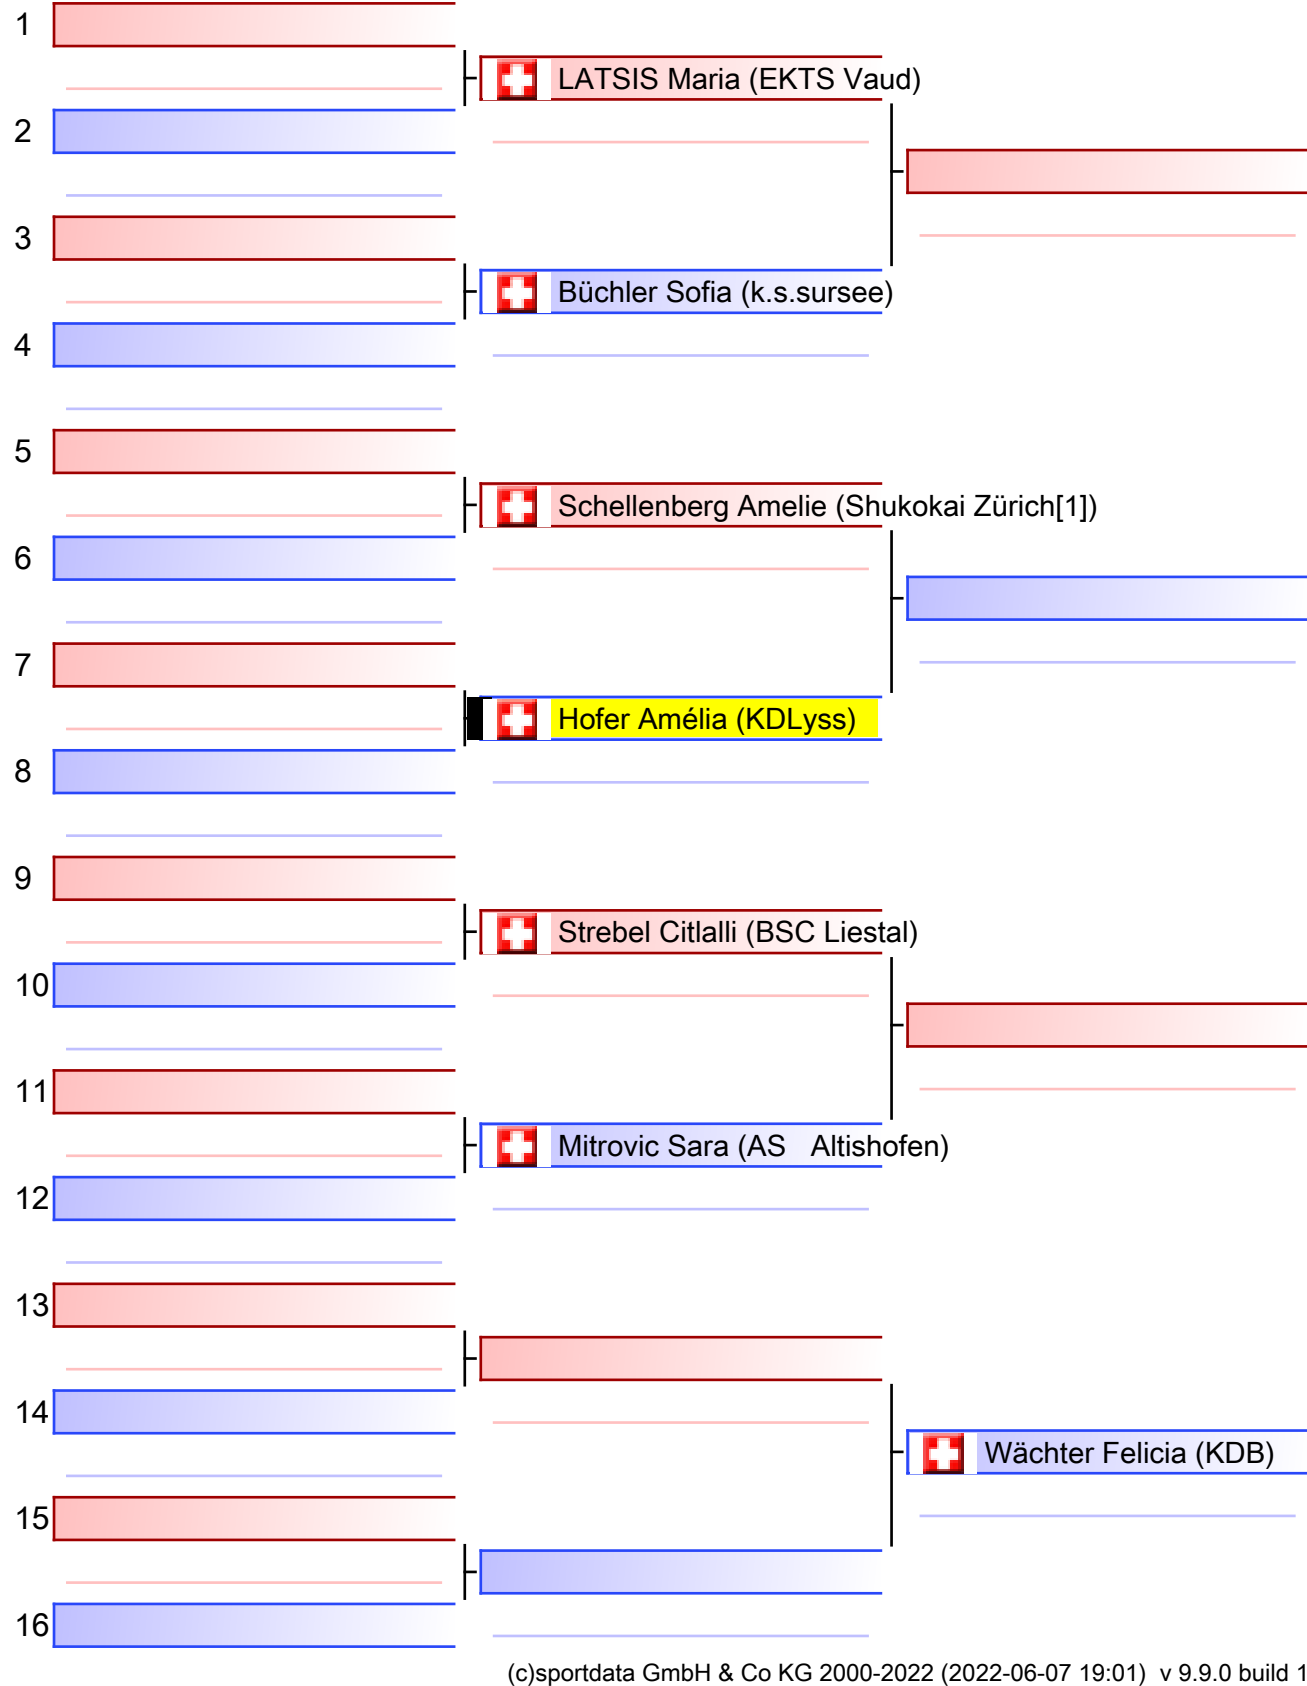 1
LATSIS Maria (EKTS Vaud)
2
3
Büchler Sofia (k.s.sursee)
4
5
Schellenberg Amelie (Shukokai Zürich[1])
6
7
Hofer Amélia (KDLyss)
8
9
Strebel Citlalli (BSC Liestal)
10
11
Mitrovic Sara (AS   Altishofen)
12
13
14
Wächter Felicia (KDB)
15
16
(c)sportdata GmbH & Co KG 2000-2022 (2022-06-07 19:01)  v 9.9.0 build 1